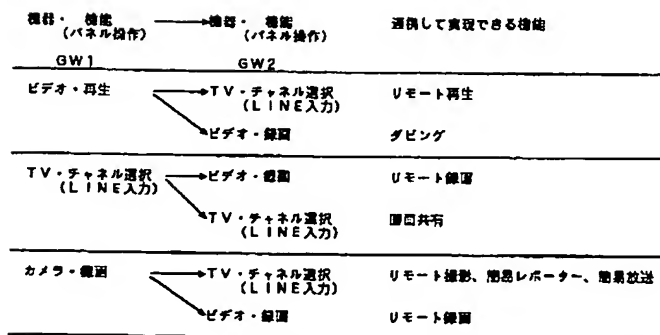 機器・機能 → 機器・機能 連携して実現できる機能
(パネル操作) (パネル操作)
GW1 GW2
ビデオ・再生 → TV・チャネル選択 リモート再生
(LINE入力)
ビデオ・録画 ダビング
TV・チャネル選択 → ビデオ・録画 リモート録画
(LINE入力)
TV・チャネル選択 画面共有
(LINE入力)
カメラ・録画 → TV・チャネル選択 リモート撮影、簡易レポーター、簡易放送
(LINE入力)
ビデオ・録画 リモート録画